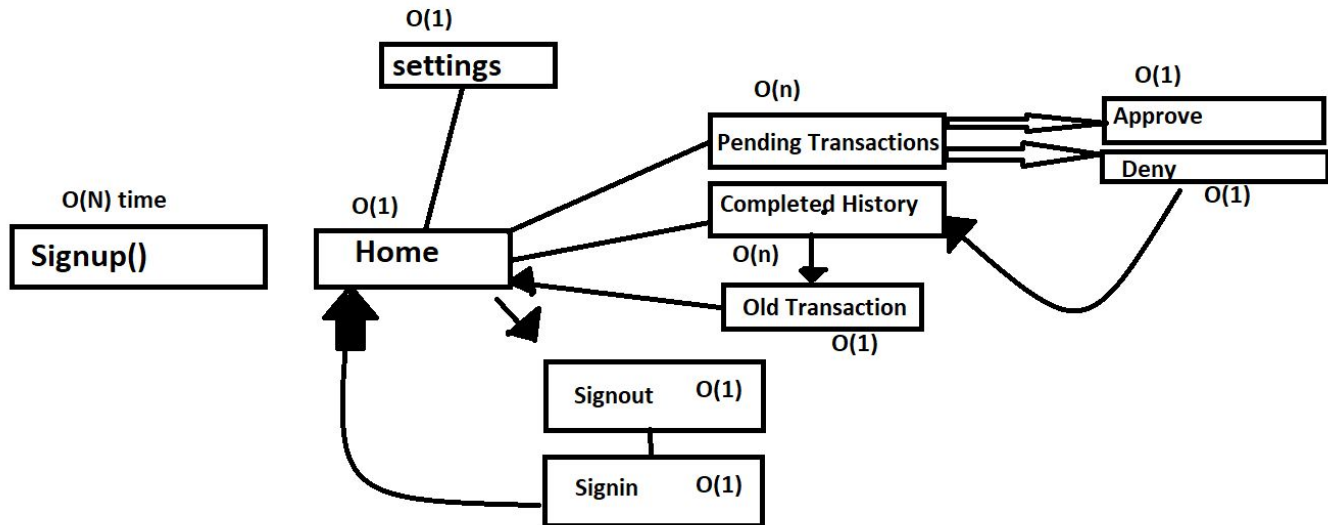 O(1)
settings
O(n)
Pending Transactions
O(1)
Approve
Deny
O(1)
Completed History
O(n)
Old Transaction
O(1)
O(N) time
Signup()
O(1)
Home
Signout O(1)
Signin O(1)